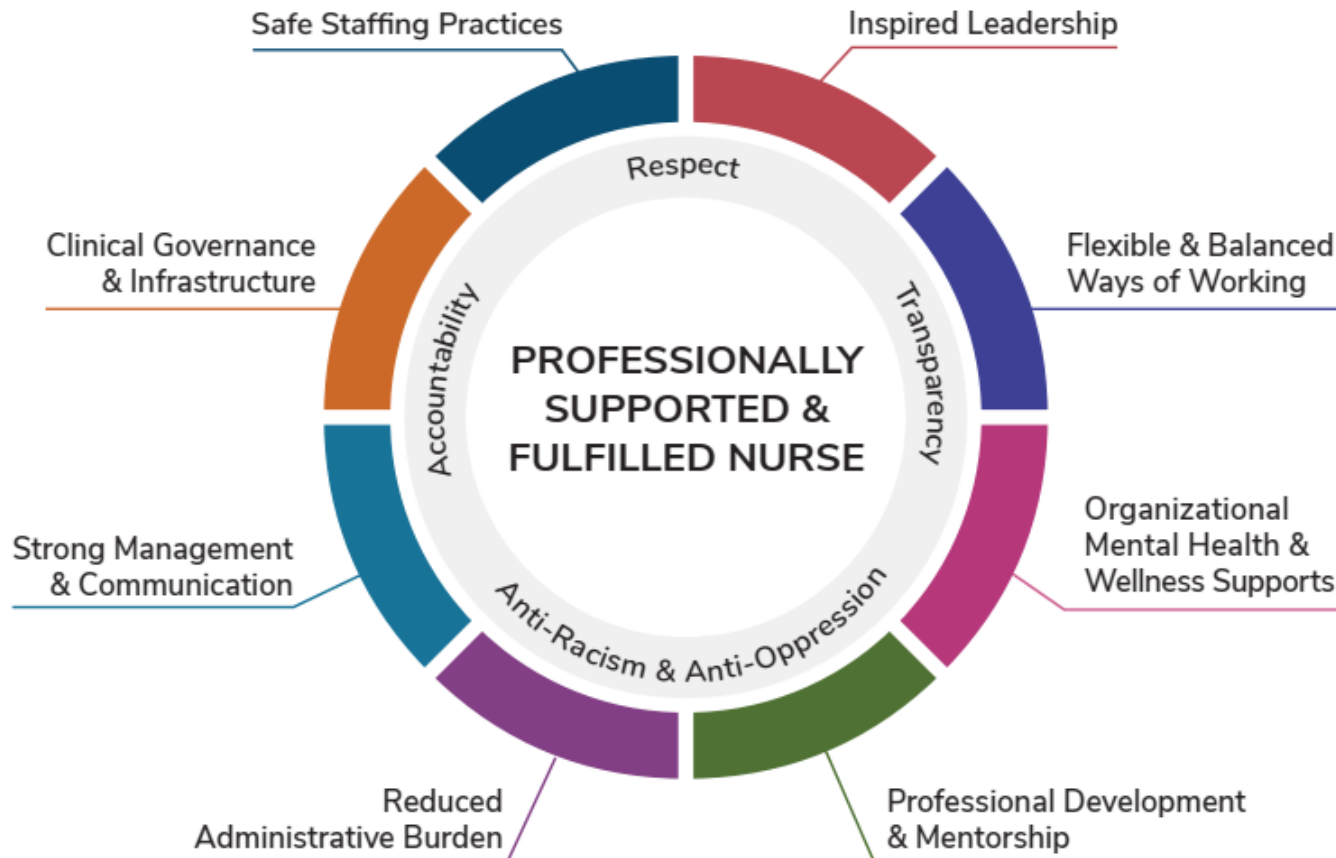 Safe Staffing Practices
Inspired Leadership
Clinical Governance
& Infrastructure
Respect
Flexible & Balanced
Ways of Working
Accountability
Transparency
PROFESSIONALLY
SUPPORTED &
FULFILLED NURSE
Strong Management
& Communication
Anti-Racism & Anti-Oppression
Organizational
Mental Health &
Wellness Supports
Reduced
Administrative Burden
Professional Development
& Mentorship